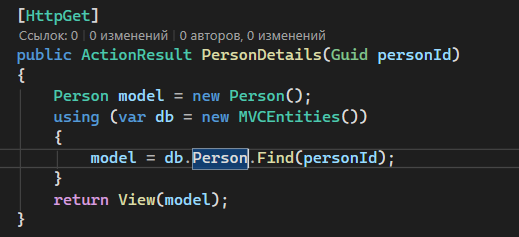 [HttpGet]
Ссылок: 0 | 0 изменений | 0 авторов, 0 изменений
public ActionResult PersonDetails(Guid personId)
{
    Person model = new Person();
    using (var db = new MVCEntities())
    {
        model = db.Person.Find(personId);
    }
    return View(model);
}